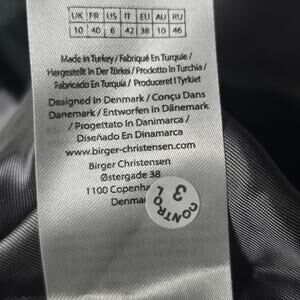 UK FR US IT EU AU RU
10 40 6 42 38 10 46
Made in Turkey / Fabriqué En Turquie /
Hergestellt In Der Türkei / Prodotto In Turchia /
Fabricado En Turquía / Produceret I Tyrkiet
Designed in Denmark / Conçu Dans
Danemark / Entworfen In Dänemark
/ Progettato In Danimarca /
Diseñado En Dinamarca
www.birger-christensen.com
Birger Christensen
Østergade 38
1100 Copenha
Denma
CONTROL
3